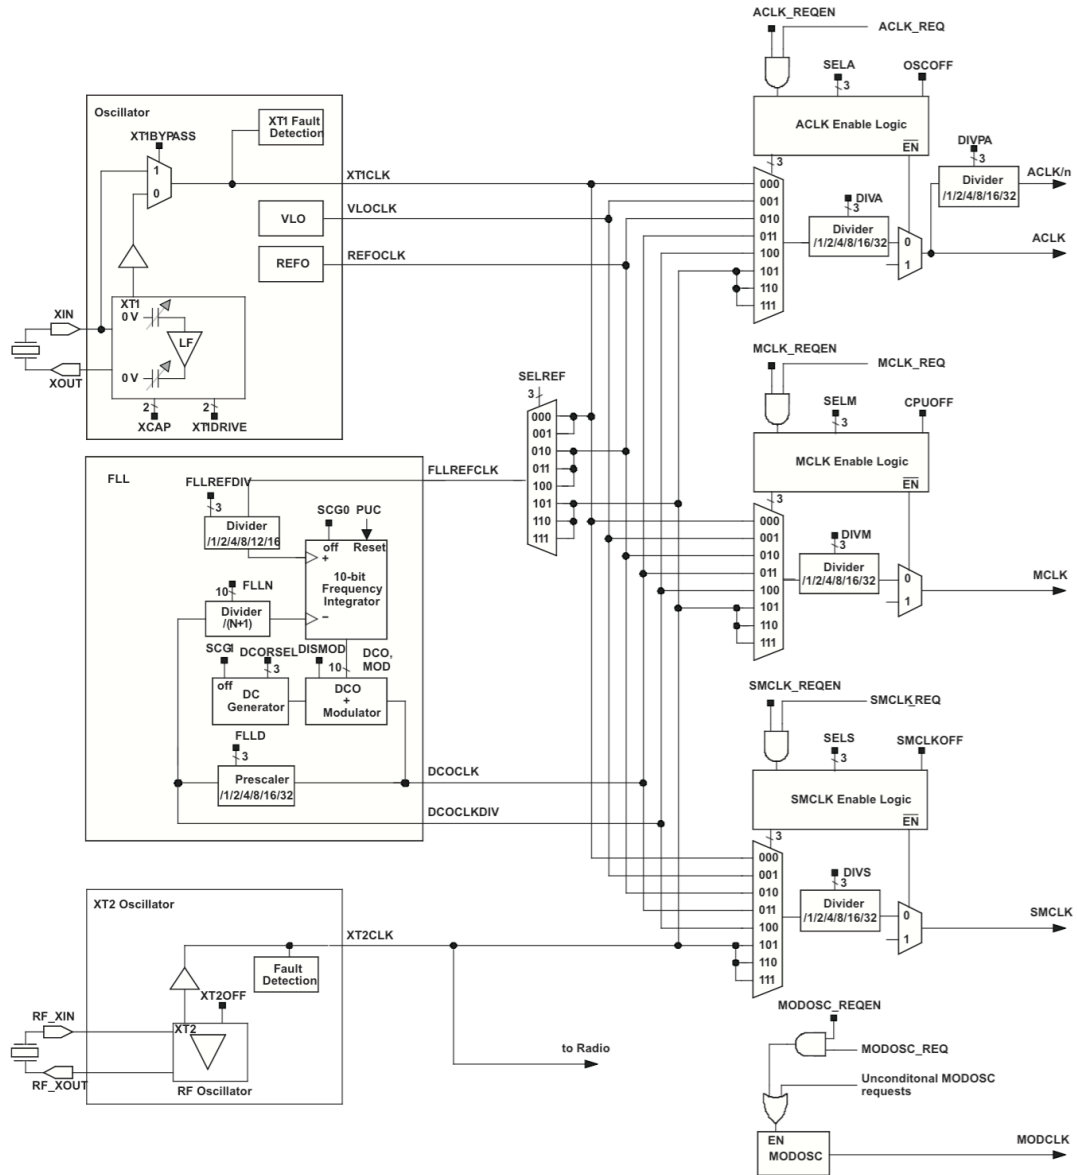 ACLK_REQEN
ACLK_REQ
SELA
OSCOFF
3
ACLK Enable Logic
EN
DIVPA
3
Divider
/1/2/4/8/16/32
ACLK/n
3
000
001
010
011
100
101
110
111
DIVA
3
Divider
/1/2/4/8/16/32
0
1
ACLK
Oscillator
XT1BYPASS
1
0
XT1 Fault
Detection
XT1CLK
VLO
VLOCLK
REFO
REFOCLK
XIN
XOUT
XT1
0 V
LF
0 V
2
2
XCAP
XT1DRIVE
MCLK_REQEN
MCLK_REQ
SELM
CPUOFF
3
MCLK Enable Logic
EN
3
000
001
010
011
100
101
110
111
DIVM
3
Divider
/1/2/4/8/16/32
0
1
MCLK
SELREF
3
000
001
010
011
100
101
110
111
FLL
FLLREFCLK
FLLREFDIV
3
Divider
/1/2/4/8/12/16
SCG0 PUC
off
Reset
+
10-bit
Frequency
Integrator
−
FLLN
10
Divider
/(N+1)
SCG1
DCORSEL
3
off
DC
Generator
DISMOD
10
DCO,
MOD
DCO
+
Modulator
FLLD
3
Prescaler
/1/2/4/8/16/32
DCOCLK
DCOCLKDIV
SMCLK_REQEN
SMCLK_REQ
SELS
SMCLKOFF
3
SMCLK Enable Logic
EN
3
000
001
010
011
100
101
110
111
DIVS
3
Divider
/1/2/4/8/16/32
0
1
SMCLK
XT2 Oscillator
XT2CLK
Fault
Detection
XT2OFF
RF_XIN
RF_XOUT
XT2
RF Oscillator
to Radio
MODOSC_REQEN
MODOSC_REQ
Unconditonal MODOSC
requests
EN
MODOSC
MODCLK